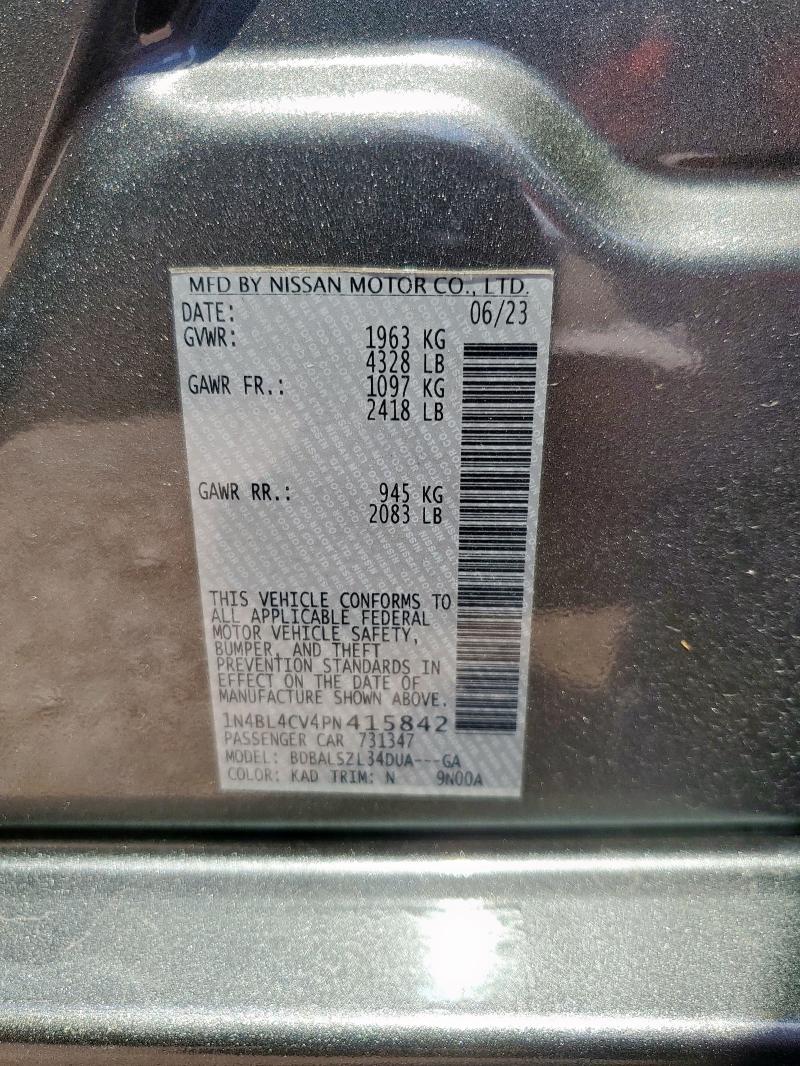 MFD BY NISSAN MOTOR CO., LTD.
DATE: 06/23
GVWR: 1963 KG
4328 LB
GAWR FR.: 1097 KG
2418 LB
GAWR RR.: 945 KG
2083 LB
THIS VEHICLE CONFORMS TO
ALL APPLICABLE FEDERAL
MOTOR VEHICLE SAFETY,
BUMPER, AND THEFT
PREVENTION STANDARDS IN
EFFECT ON THE DATE OF
MANUFACTURE SHOWN ABOVE.
1N4BL4CV4PN415842
PASSENGER CAR 731347
MODEL: BDBALSZL34DUA---GA
COLOR: KAD TRIM: N 9N00A